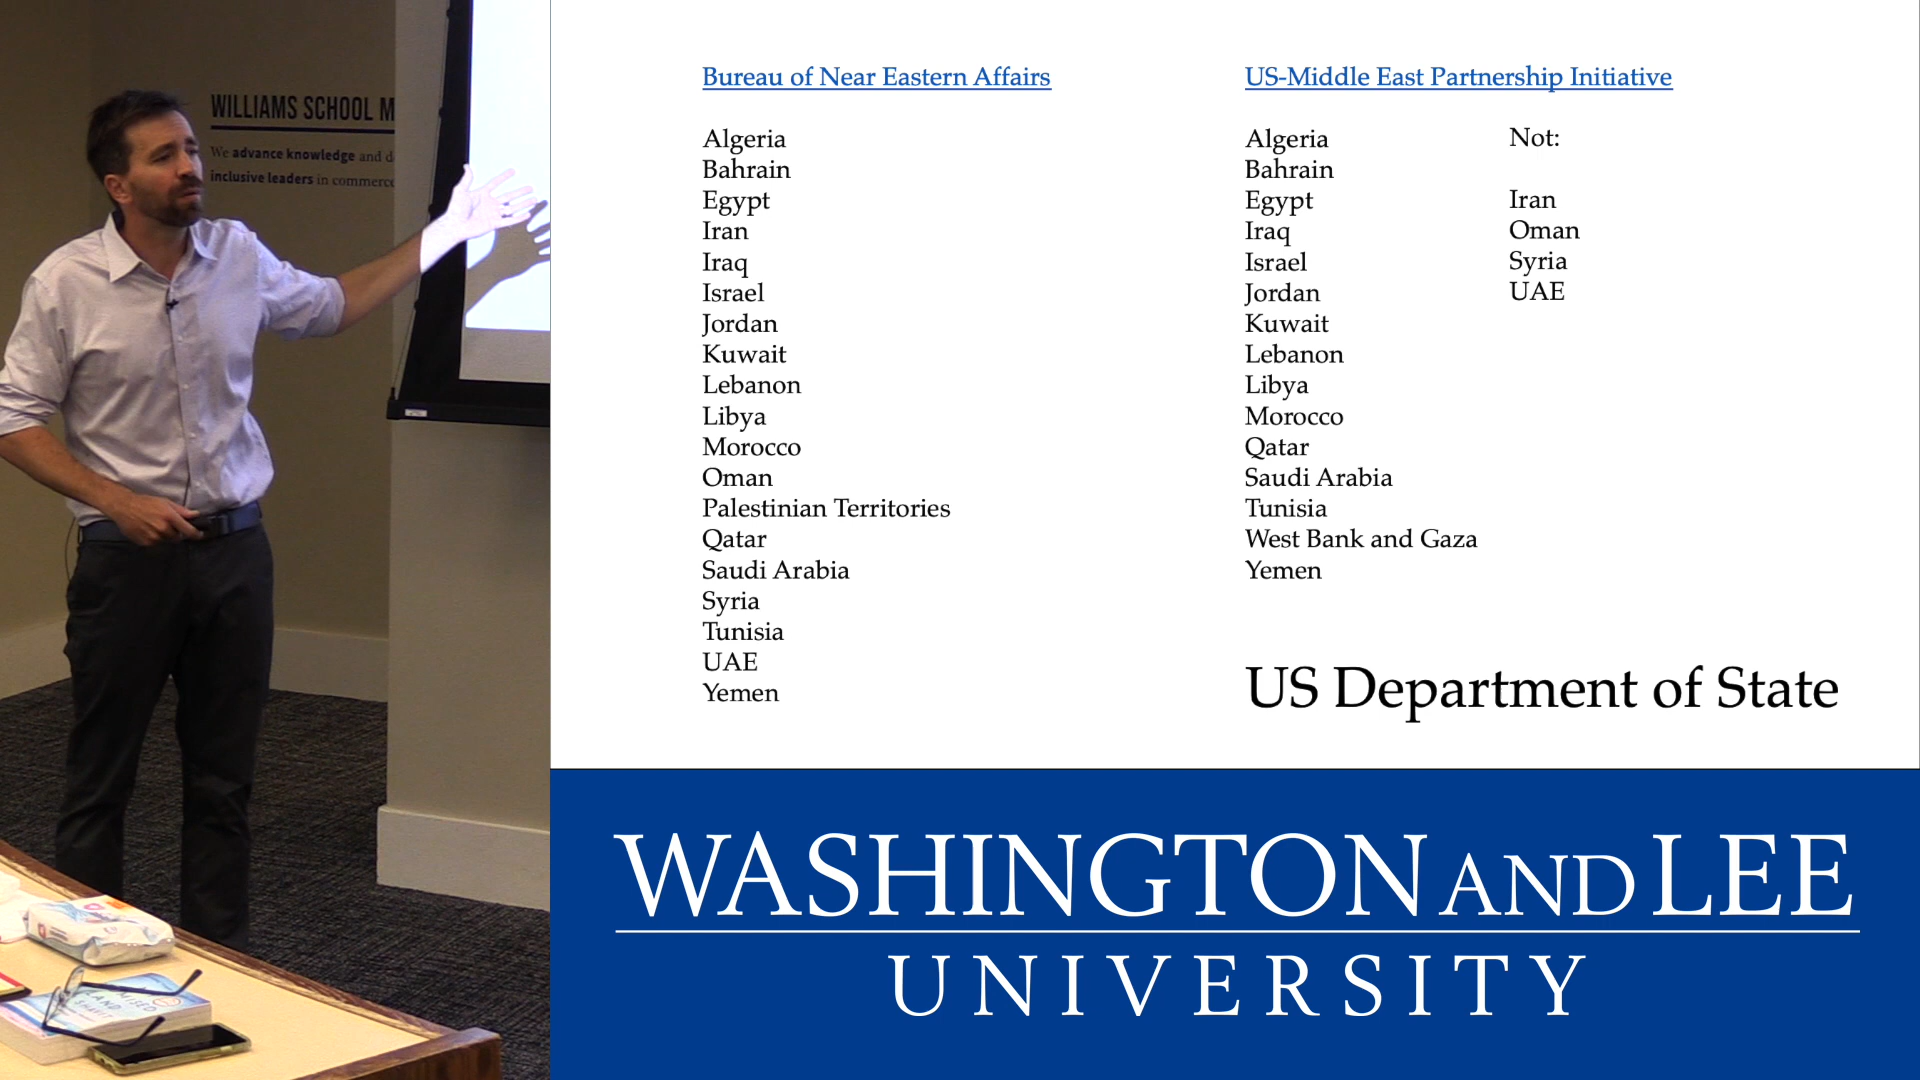 WILLIAMS SCHOOL M
We advance knowledge and d
inclusive leaders in commerce
Bureau of Near Eastern Affairs
Algeria
Bahrain
Egypt
Iran
Iraq
Israel
Jordan
Kuwait
Lebanon
Libya
Morocco
Oman
Palestinian Territories
Qatar
Saudi Arabia
Syria
Tunisia
UAE
Yemen
US-Middle East Partnership Initiative
Algeria
Bahrain
Egypt
Iraq
Israel
Jordan
Kuwait
Lebanon
Libya
Morocco
Qatar
Saudi Arabia
Tunisia
West Bank and Gaza
Yemen
Not:
Iran
Oman
Syria
UAE
US Department of State
WASHINGTON AND LEE
UNIVERSITY